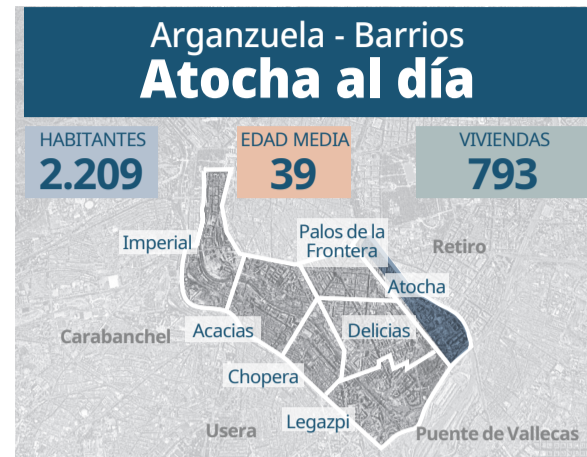 Arganzuela - Barrios
Atocha al día
HABITANTES
2.209
EDAD MEDIA
39
VIVIENDAS
793
Imperial
Palos de la
Frontera
Retiro
Atocha
Carabanchel
Acacias
Delicias
Chopera
Legazpi
Usera
Puente de Vallecas